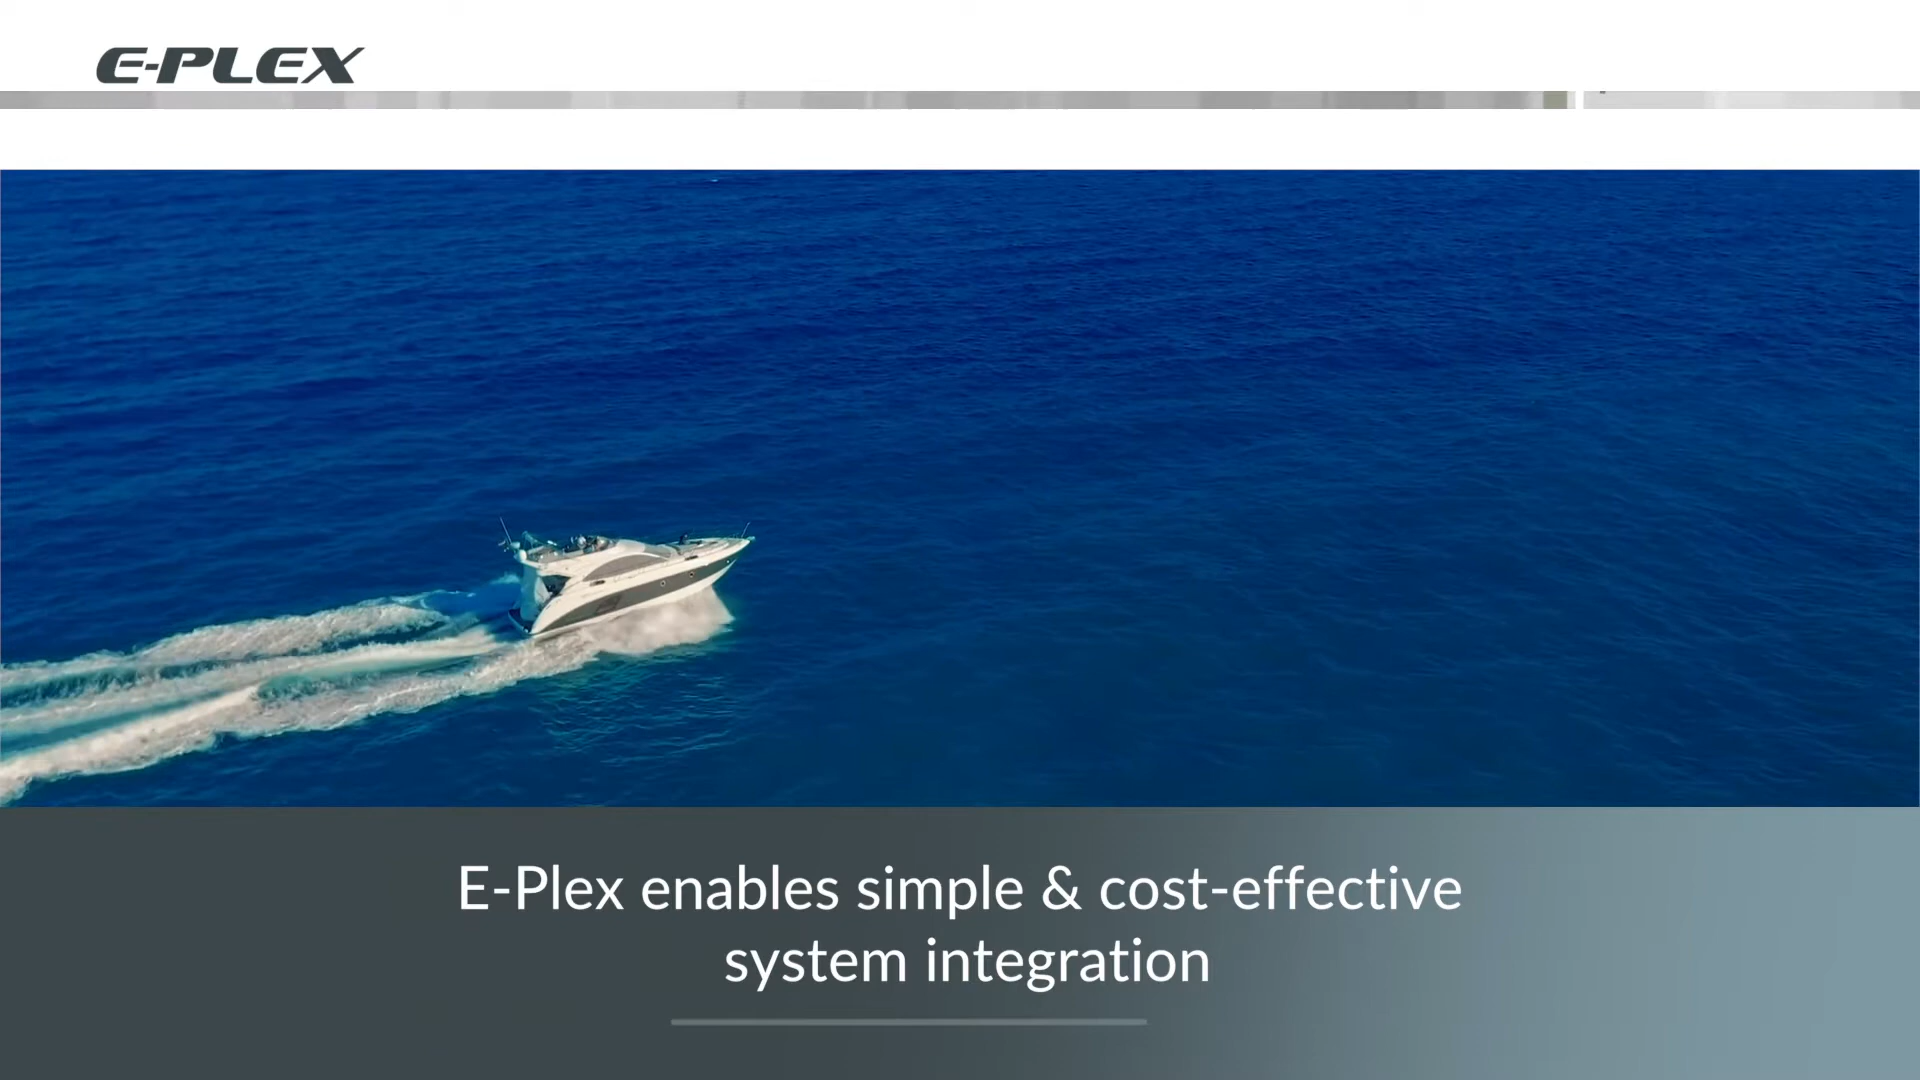 E-PLEX
E-Plex enables simple & cost-effective
system integration